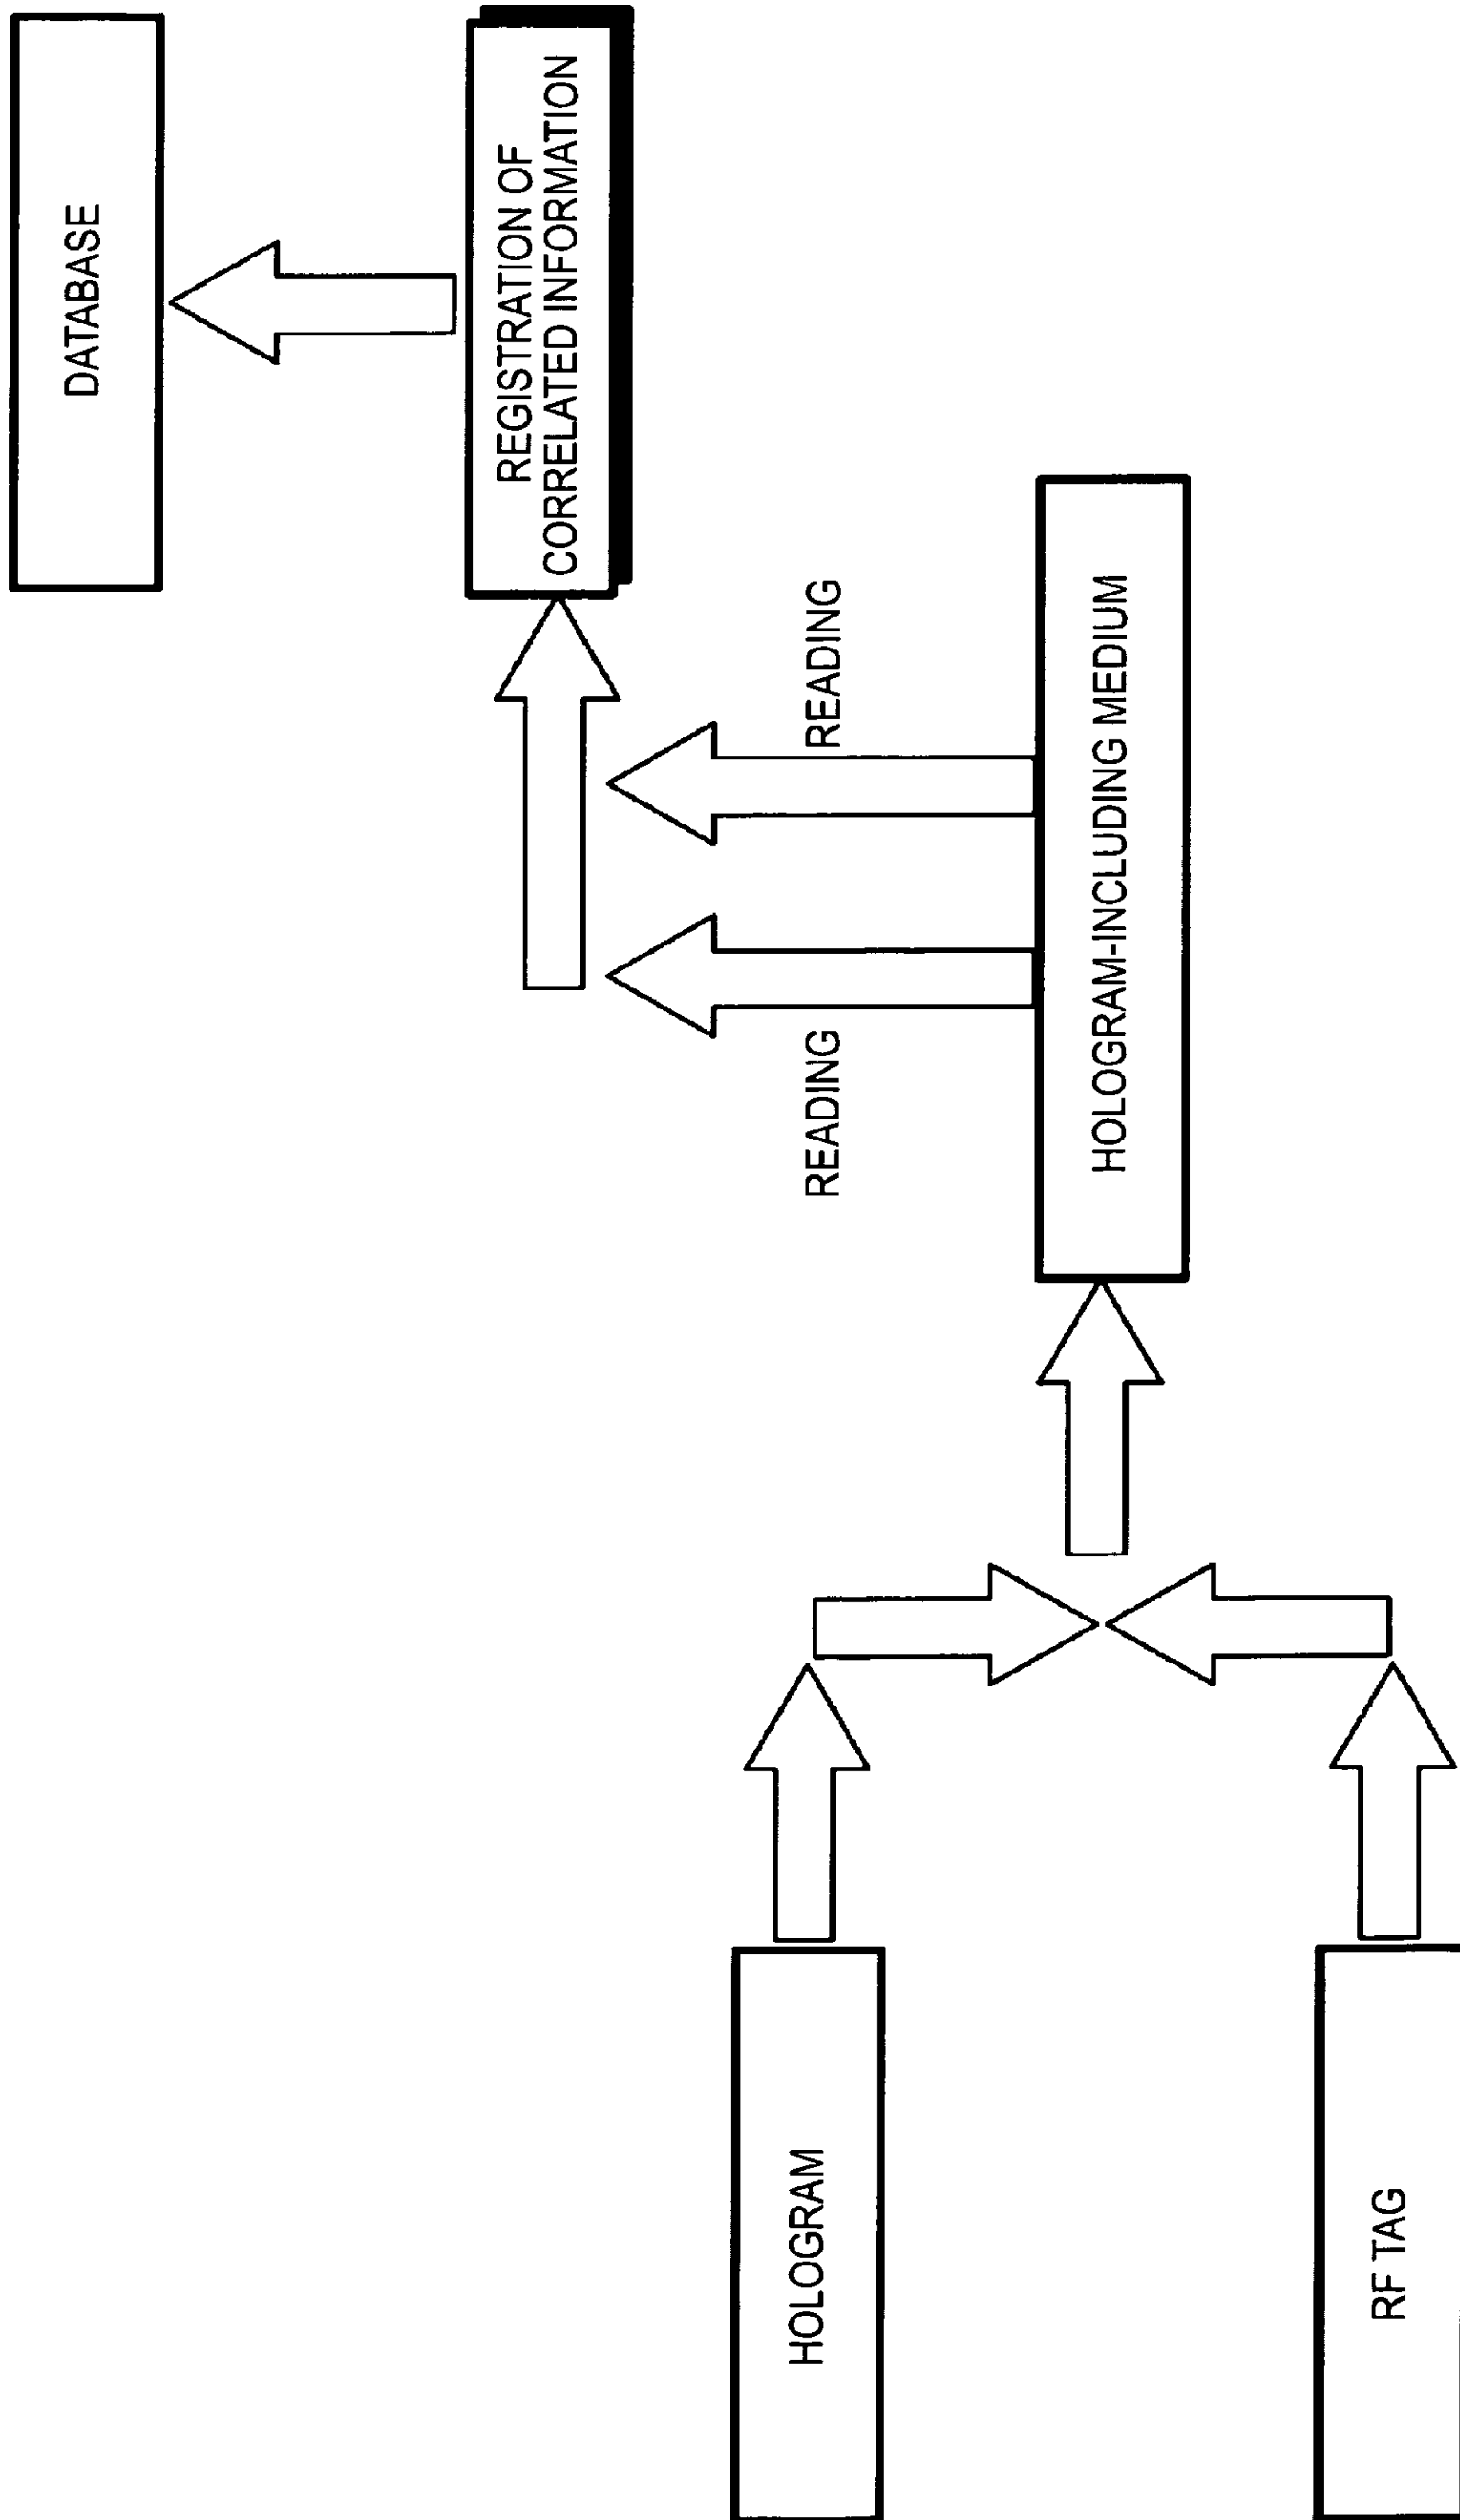 DATABASE
REGISTRATION OF
CORRELATED INFORMATION
HOLOGRAM
READING
READING
HOLOGRAM-INCLUDING MEDIUM
RF TAG